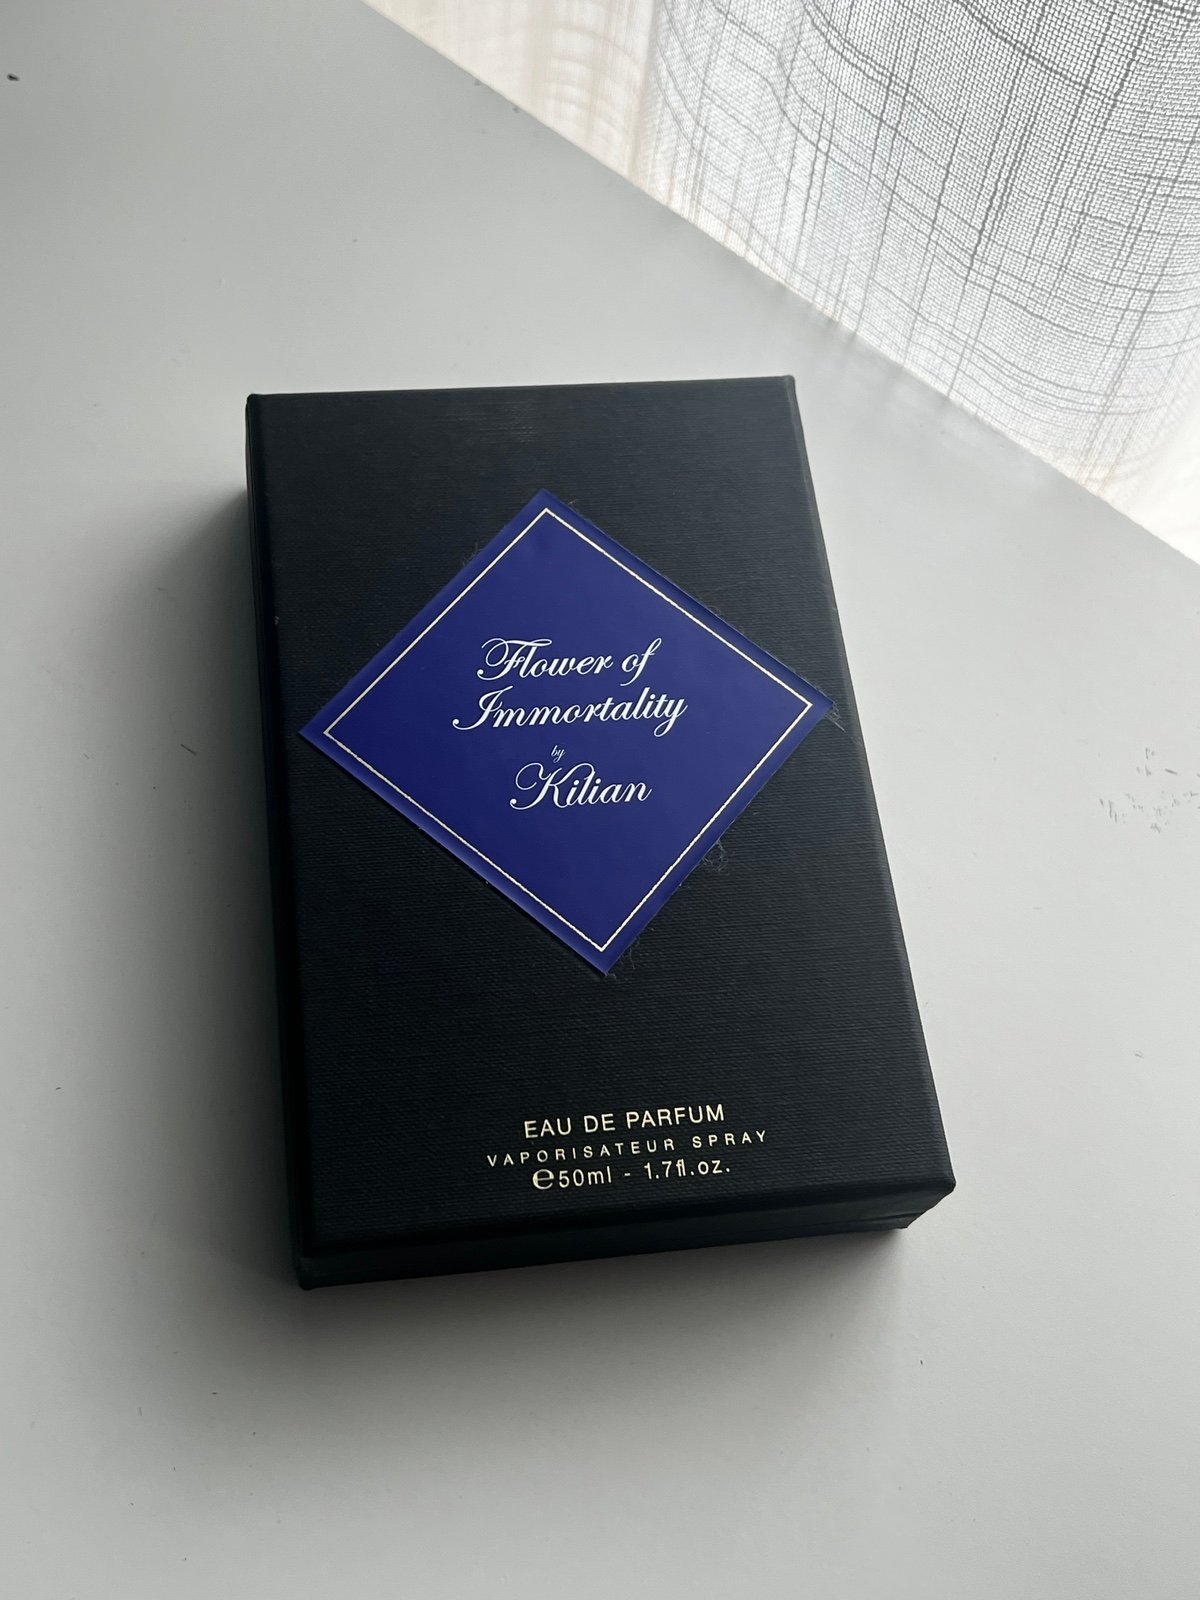 Flower of
Immortality
by
Kilian
EAU DE PARFUM
VAPORISATEUR SPRAY
℮50ml - 1.7fl.oz.